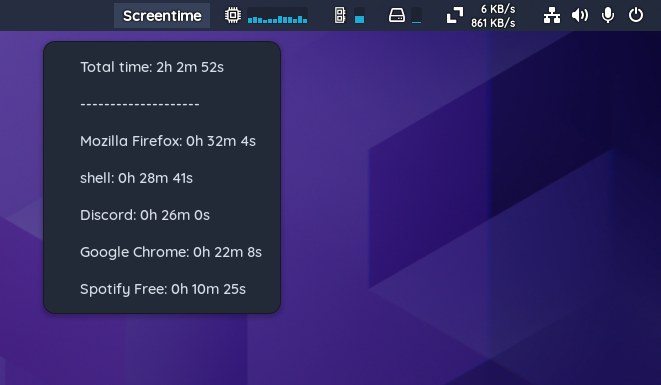 Screentime
6 KB/s
861 KB/s
Total time: 2h 2m 52s
--------------------
Mozilla Firefox: 0h 32m 4s
shell: 0h 28m 41s
Discord: 0h 26m 0s
Google Chrome: 0h 22m 8s
Spotify Free: 0h 10m 25s